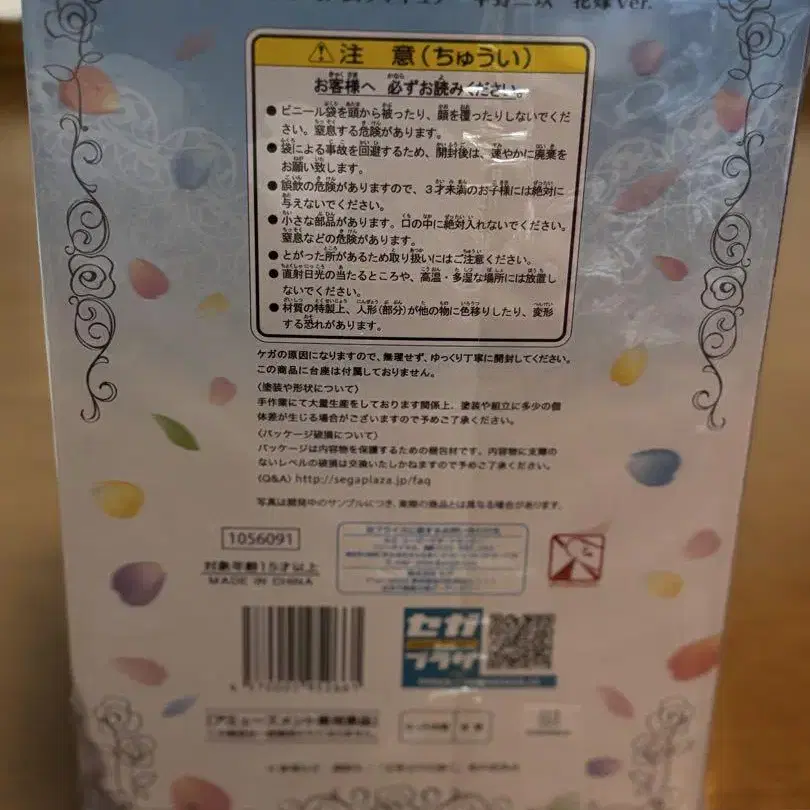 花嫁 Ver.
⚠注 意(ちゅうい)
お客様へ 必ずお読みください。
●ビニール袋を頭から被ったり、顔を覆ったりしないでくだ
さい。窒息する危険があります。
●袋による事故を回避するため、開封後は、速やかに廃棄を
お願い致します。
●誤飲の危険がありますので、3才未満のお子様には絶対に
与えないでください。
●小さな部品があります。口の中に絶対入れないでください。
窒息などの危険があります。
●とがった所があるため取り扱いにはご注意ください。
●直射日光の当たるところや、高温・多湿な場所には放置し
ないでください。
●材質の特製上、人形(部分)が他の物に色移りしたり、変形
する恐れがあります。
ケガの原因になりますので、無理せず、ゆっくり丁寧に開封してください。
この商品に台座は付属しておりません。
〈塗装や形状について〉
手作業にて大量生産をしております関係上、塗装や組立に多少の個
体差が生じる場合がございますので予めご了承ください。
〈パッケージ破損について〉
パッケージは内容物を保護するための梱包材です。内容物に支障の
ないレベルの破損は交換いたしかねますので予めご了承ください。
〈Q&A〉http://segaplaza.jp/faq
写真は開発中のサンプルにつき、実際の商品とは異なる場合があります。
1056091
対象年齢15才以上
MADE IN CHINA
セガ
プラザ